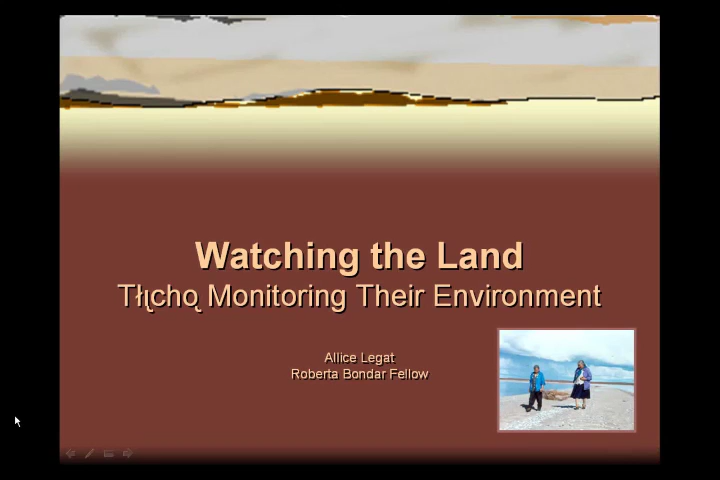 Watching the Land
Tłı̨chǫ Monitoring Their Environment
Allice Legat
Roberta Bondar Fellow